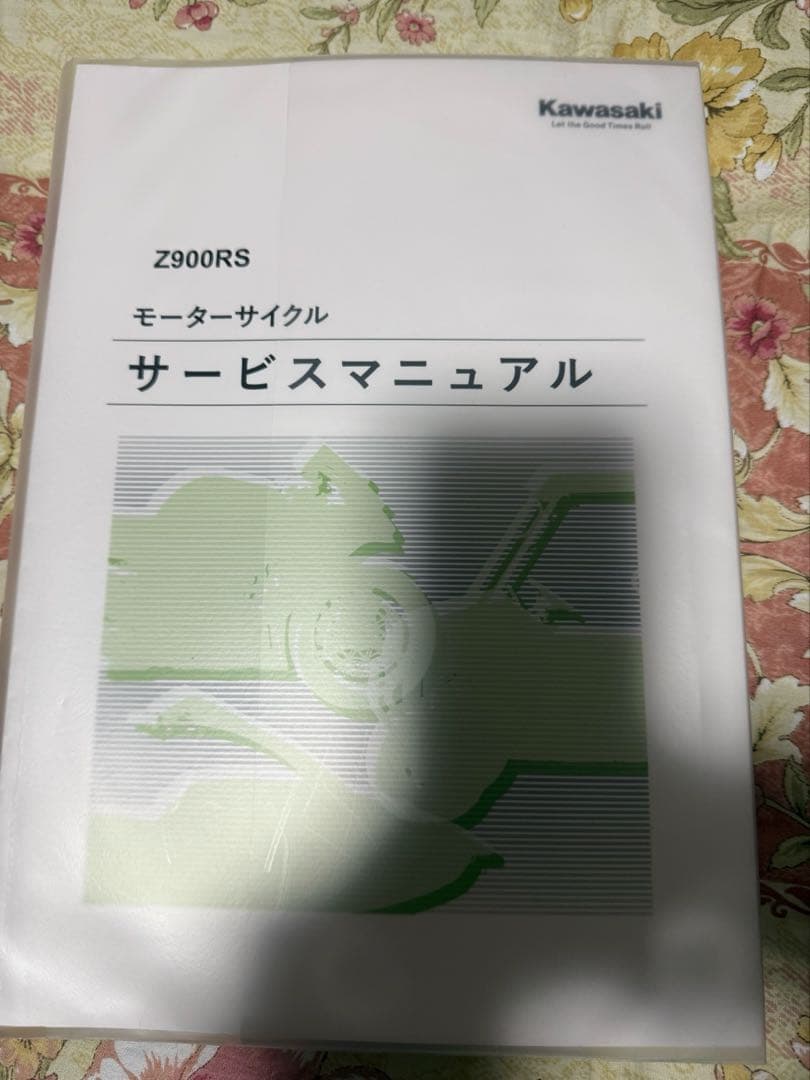 Kawasaki
Let the Good Times Roll
Z900RS
モーターサイクル
サービスマニュアル